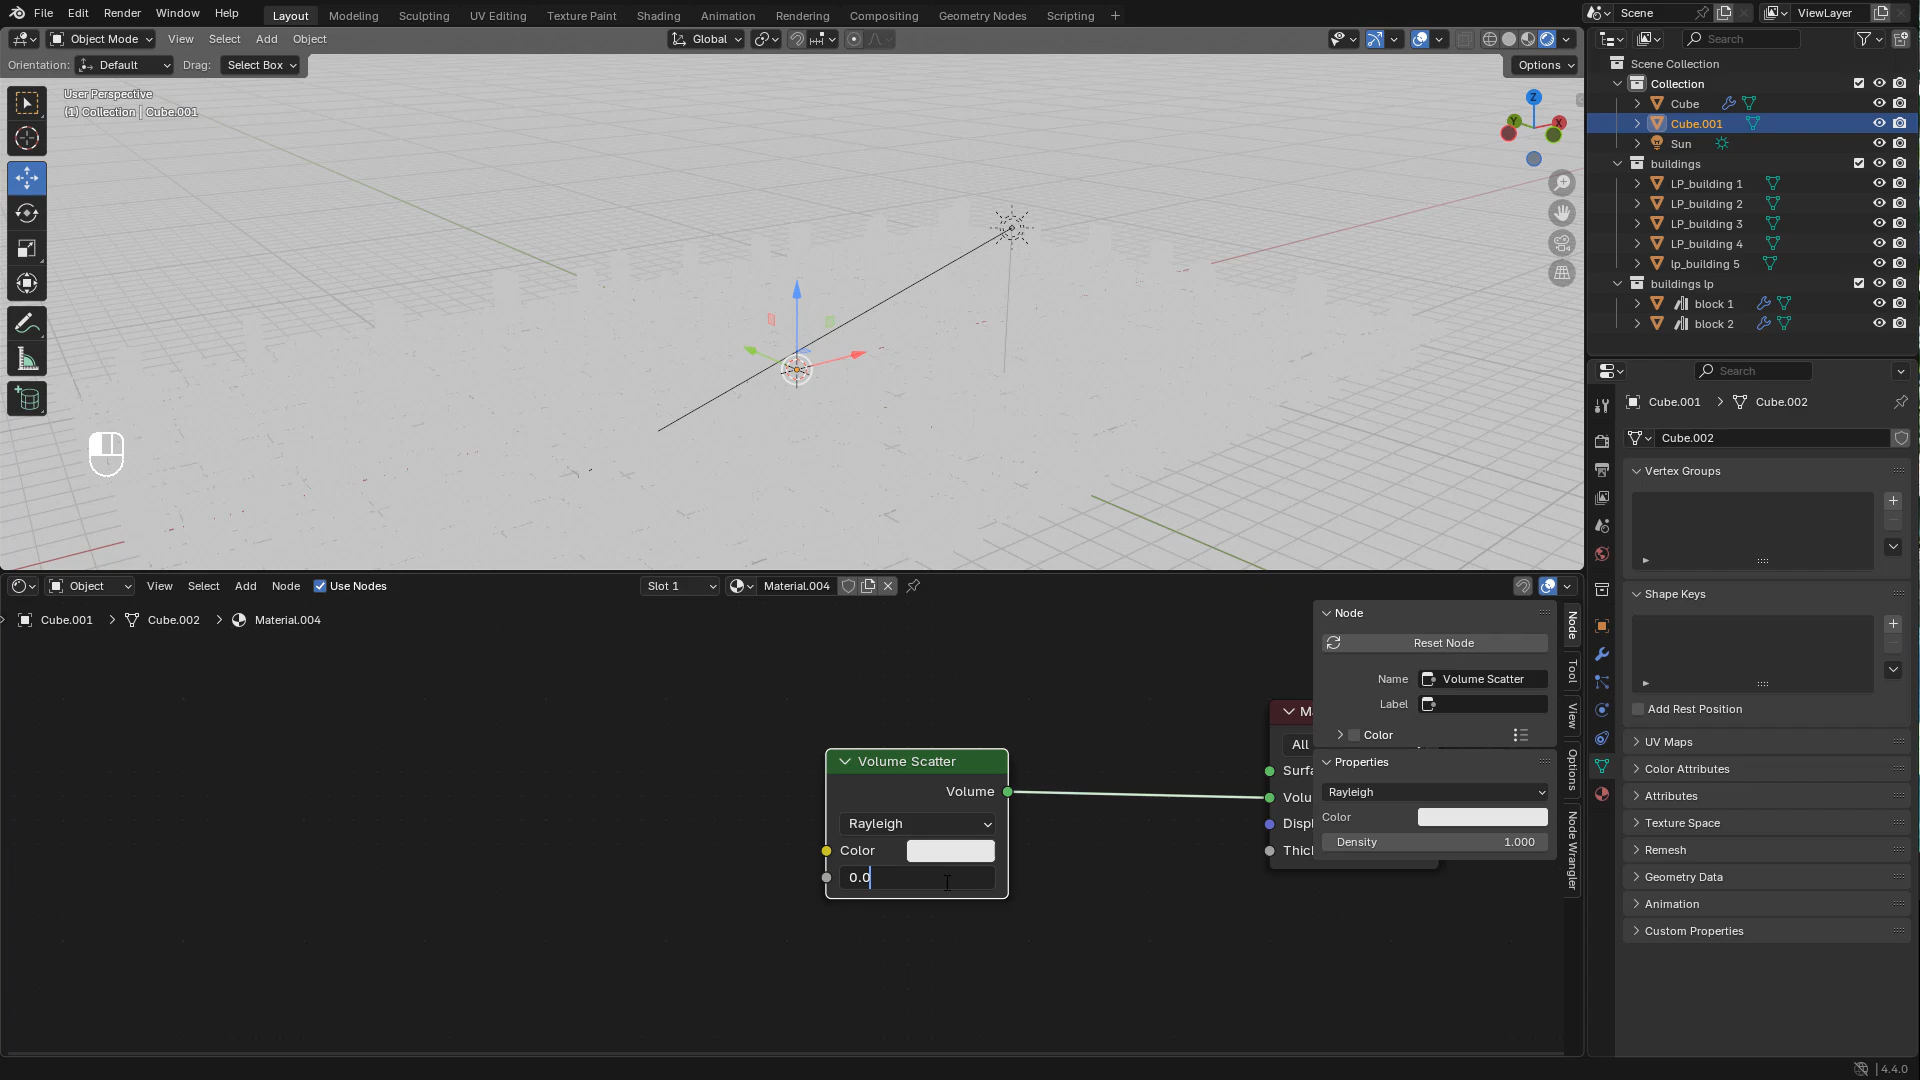 File Edit Render Window Help Layout Modeling Sculpting UV Editing Texture Paint Shading Animation Rendering Compositing Geometry Nodes Scripting + Scene ViewLayer
Object Mode View Select Add Object Global Search
Orientation: Default Drag: Select Box Options
User Perspective
(1) Collection | Cube.001
Z
Y
X
Scene Collection
Collection
Cube
Cube.001
Sun
buildings
LP_building 1
LP_building 2
LP_building 3
LP_building 4
lp_building 5
buildings lp
block 1
block 2
Search
Cube.001 > Cube.002
Cube.002
Vertex Groups
Shape Keys
Add Rest Position
UV Maps
Color Attributes
Attributes
Texture Space
Remesh
Geometry Data
Animation
Custom Properties
Object View Select Add Node Use Nodes Slot 1 Material.004
Cube.001 > Cube.002 > Material.004
Volume Scatter
Volume
Rayleigh
Color
0.0
M
All
Surfa
Volu
Displ
Thicl
Node
Reset Node
Name Volume Scatter
Label
Color
Properties
Rayleigh
Color
Density 1.000
Node
Tool
View
Options
Node Wrangler
4.4.0